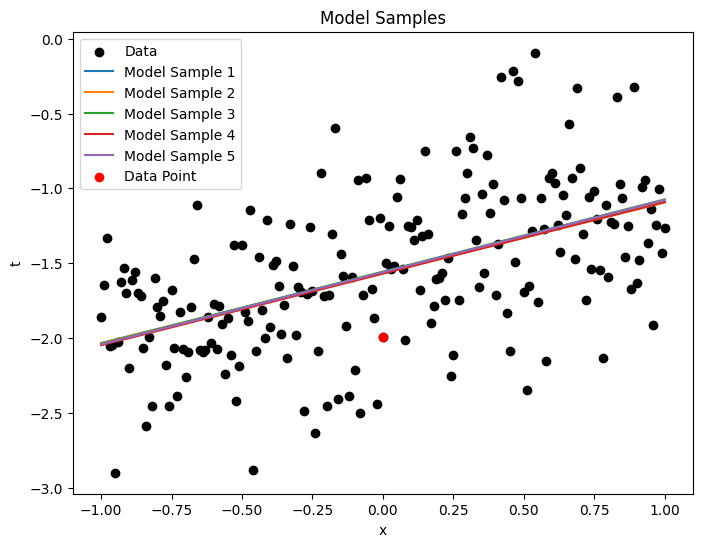 Model Samples
Data
Model Sample 1
Model Sample 2
Model Sample 3
Model Sample 4
Model Sample 5
Data Point
t
0.0
−0.5
−1.0
−1.5
−2.0
−2.5
−3.0
−1.00 −0.75 −0.50 −0.25 0.00 0.25 0.50 0.75 1.00
x